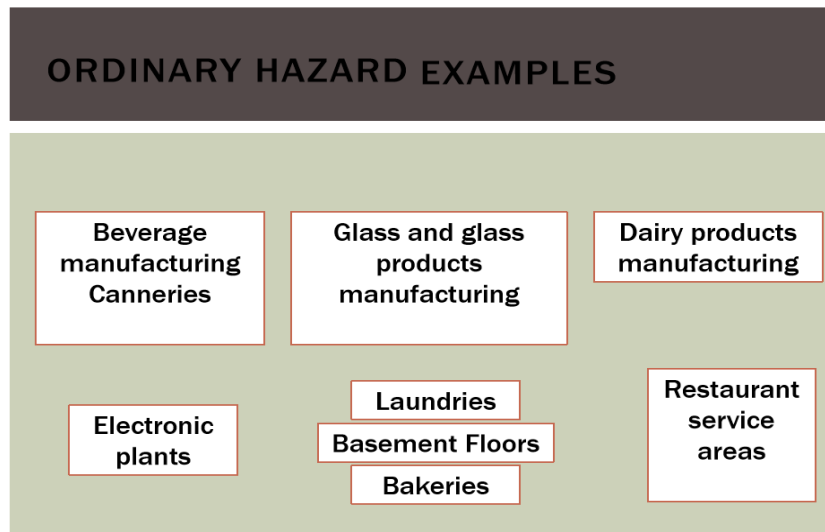 ORDINARY HAZARD EXAMPLES
Beverage
manufacturing
Canneries
Glass and glass
products
manufacturing
Dairy products
manufacturing
Electronic
plants
Laundries
Basement Floors
Bakeries
Restaurant
service
areas